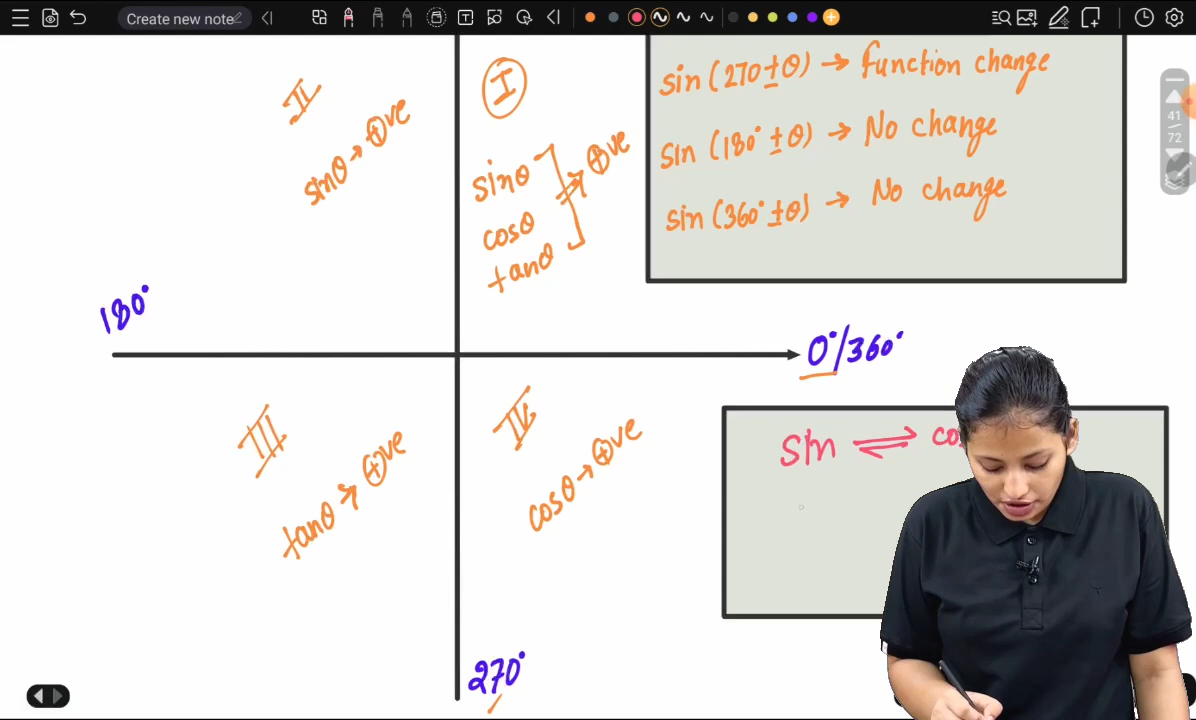 Create new note
41
72
II
sinθ → ⊕ve
I
sinθ
cosθ
tanθ
→ ⊕ve
sin (270 ± θ) → Function change
sin (180° ± θ) → No change
sin (360° ± θ) → No change
180°
0°/360°
III
tanθ → ⊕ve
IV
cosθ → ⊕ve
Sin ⇌
270°